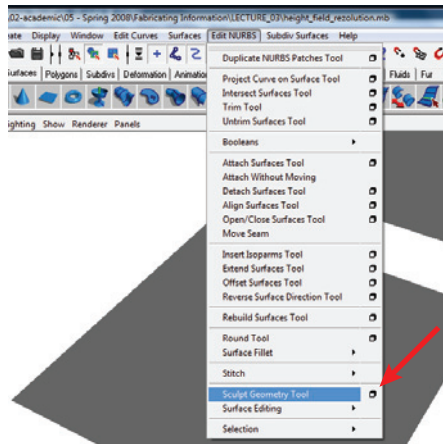 \02-academic\05 - Spring 2008\Fabricating Information\LECTURE_03\height_field_rezolution.mb
ate Display Window Edit Curves Surfaces Edit NURBS Subdiv Surfaces Help
urfaces Polygons Subdivs Deformation Animation Fluids Fur
ighting Show Renderer Panels
Duplicate NURBS Patches Tool
Project Curve on Surface Tool
Intersect Surfaces Tool
Trim Tool
Untrim Surfaces Tool
Booleans
Attach Surfaces Tool
Attach Without Moving
Detach Surfaces Tool
Align Surfaces Tool
Open/Close Surfaces Tool
Move Seam
Insert Isoparms Tool
Extend Surfaces Tool
Offset Surfaces Tool
Reverse Surface Direction Tool
Rebuild Surfaces Tool
Round Tool
Surface Fillet
Stitch
Sculpt Geometry Tool
Surface Editing
Selection